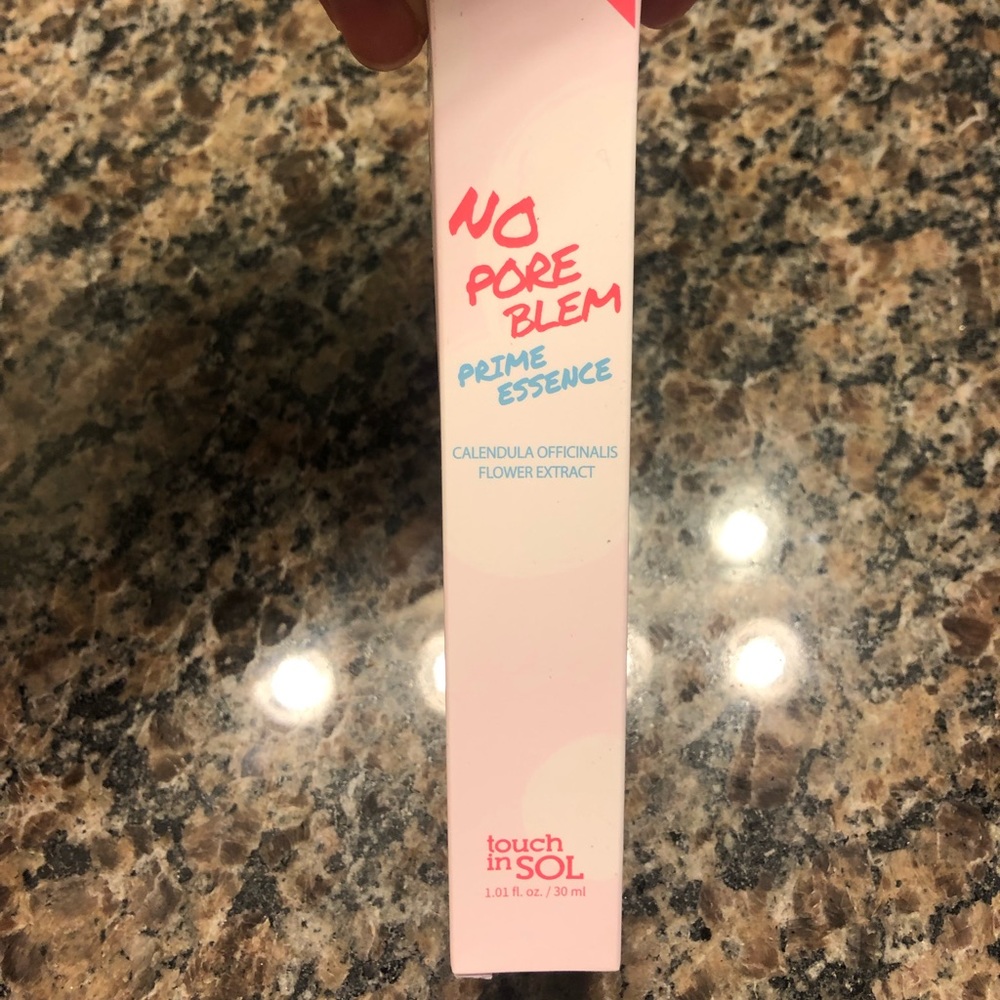 NO
PORE
BLEM
PRIME
ESSENCE
CALENDULA OFFICINALIS
FLOWER EXTRACT
touch
in SOL
1.01 fl. oz. / 30 ml